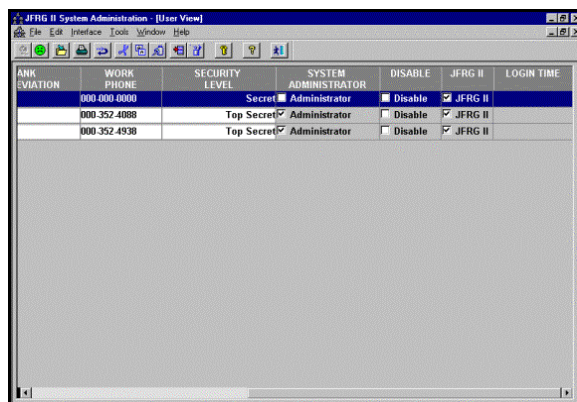 JFRG II System Administration - [User View]
File Edit Interface Tools Window Help
ANK EVIATION WORK PHONE SECURITY LEVEL SYSTEM ADMINISTRATOR DISABLE JFRG II LOGIN TIME
000-000-0000 Secret Administrator Disable JFRG II
000-352-4088 Top Secret Administrator Disable JFRG II
000-352-4938 Top Secret Administrator Disable JFRG II